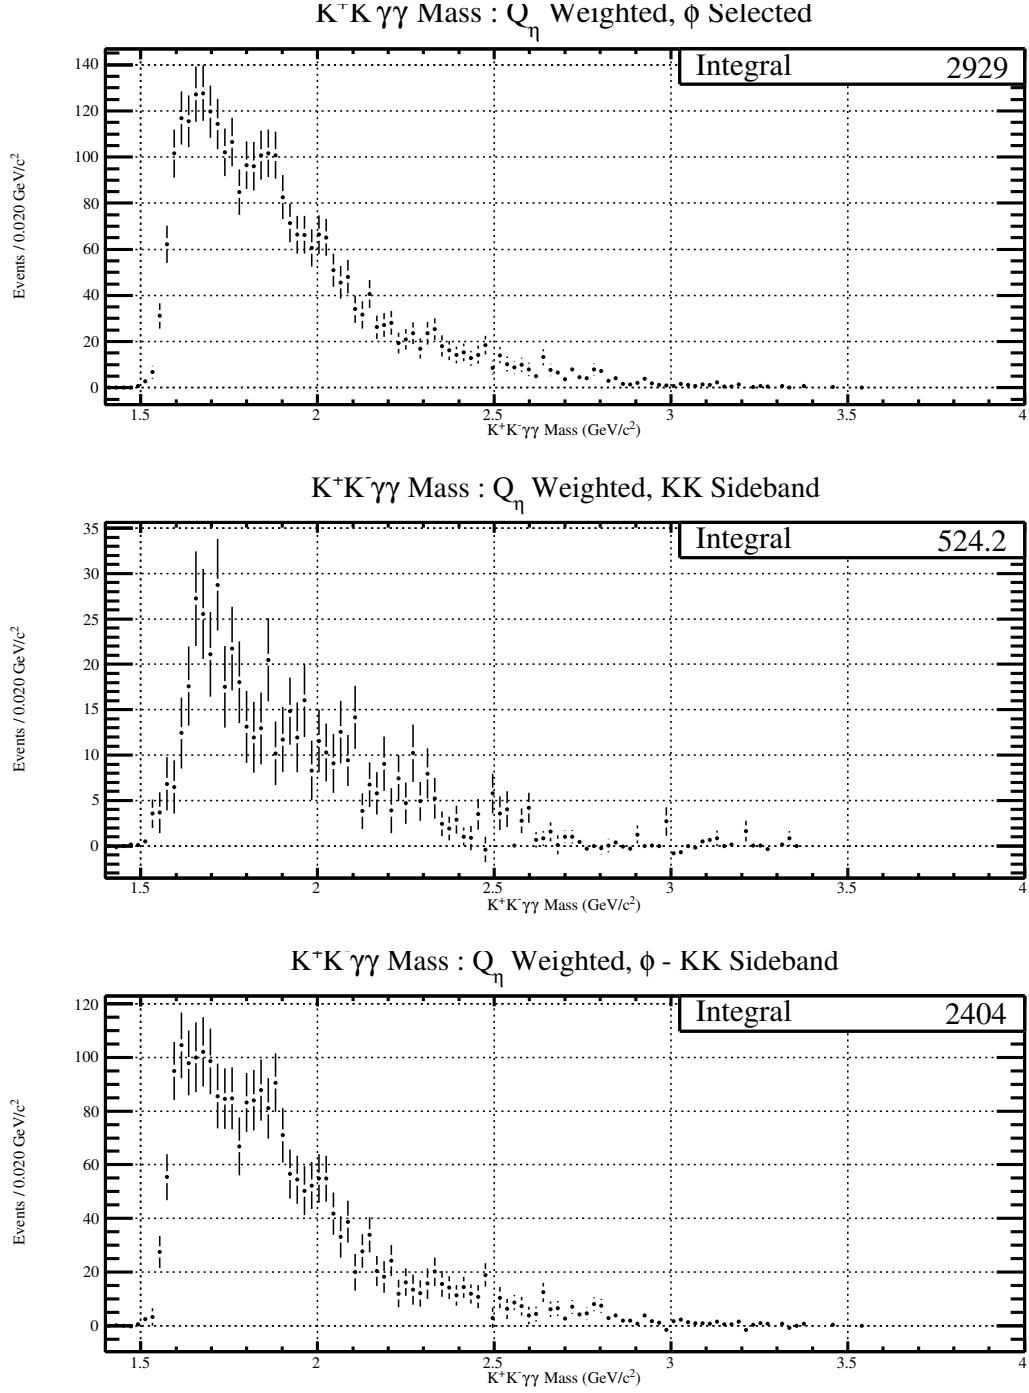 K⁺K⁻γγ Mass : Qη Weighted, ϕ Selected
Integral 2929
140
120
100
80
60
40
20
0
Events / 0.020 GeV/c²
1.5 2 2.5 3 3.5 4
K⁺K⁻γγ Mass (GeV/c²)
K⁺K⁻γγ Mass : Qη Weighted, KK Sideband
Integral 524.2
35
30
25
20
15
10
5
0
Events / 0.020 GeV/c²
1.5 2 2.5 3 3.5 4
K⁺K⁻γγ Mass (GeV/c²)
K⁺K⁻γγ Mass : Qη Weighted, ϕ - KK Sideband
Integral 2404
120
100
80
60
40
20
0
Events / 0.020 GeV/c²
1.5 2 2.5 3 3.5 4
K⁺K⁻γγ Mass (GeV/c²)